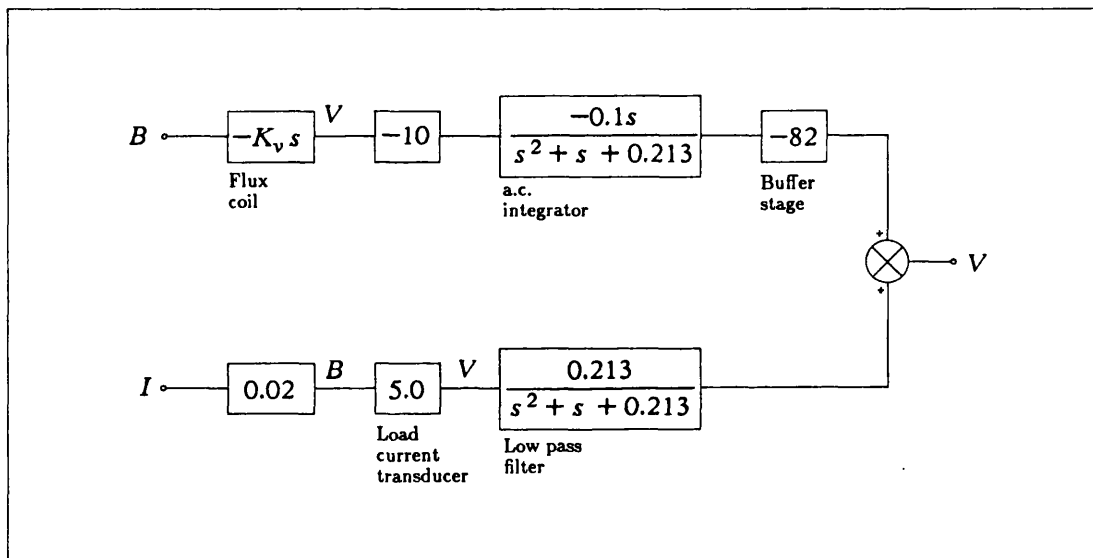 B
−K_v s
V
−10
−0.1s
s² + s + 0.213
−82
Flux
coil
a.c.
integrator
Buffer
stage
+
V
+
I
0.02
B
5.0
V
0.213
s² + s + 0.213
Load
current
transducer
Low pass
filter